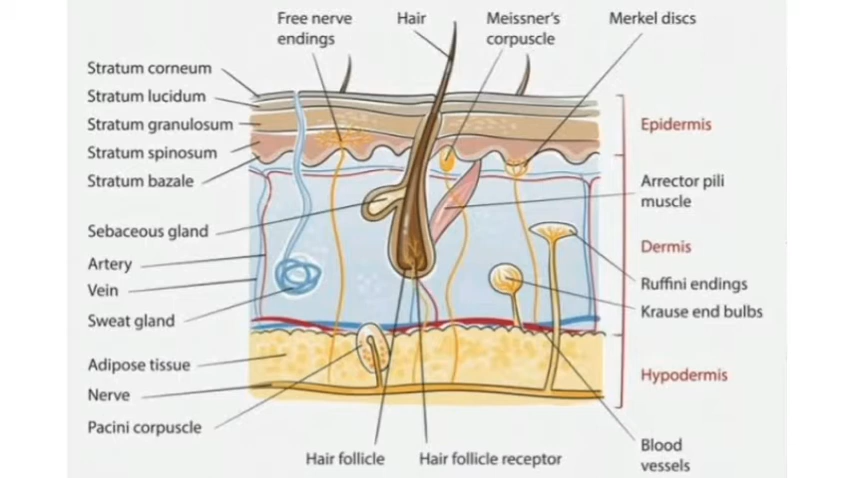 Free nerve
endings
Hair
Meissner's
corpuscle
Merkel discs
Stratum corneum
Stratum lucidum
Stratum granulosum
Stratum spinosum
Stratum bazale
Sebaceous gland
Artery
Vein
Sweat gland
Adipose tissue
Nerve
Pacini corpuscle
Epidermis
Arrector pili
muscle
Dermis
Ruffini endings
Krause end bulbs
Hypodermis
Hair follicle
Hair follicle receptor
Blood
vessels